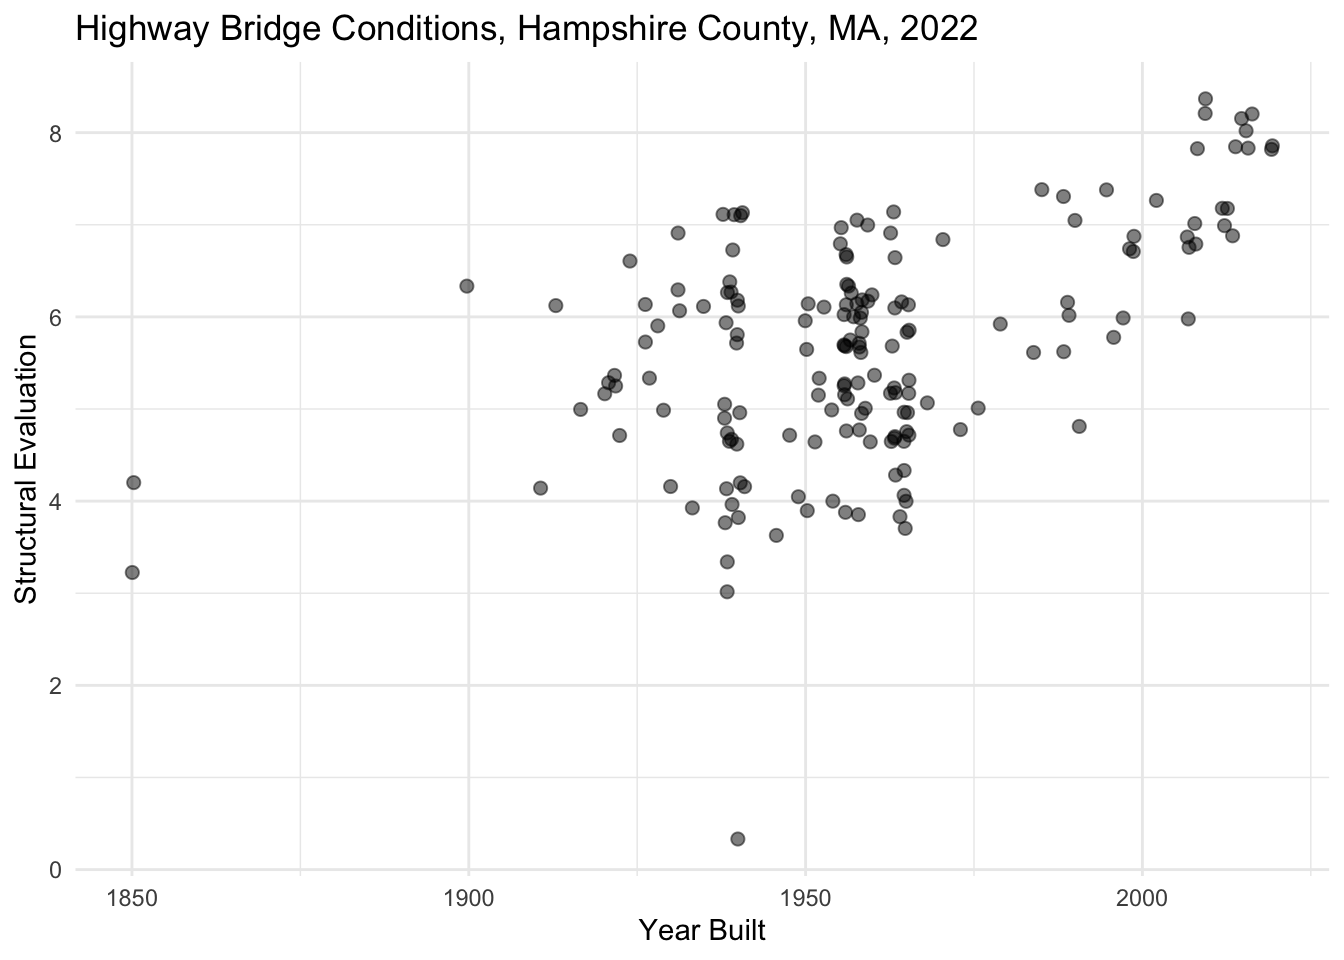 Highway Bridge Conditions, Hampshire County, MA, 2022
Structural Evaluation
8
6
4
2
0
1850 1900 1950 2000
Year Built